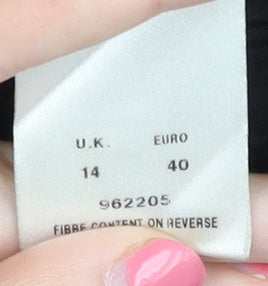 U.K. EURO
14 40
962205
FIBRE CONTENT ON REVERSE